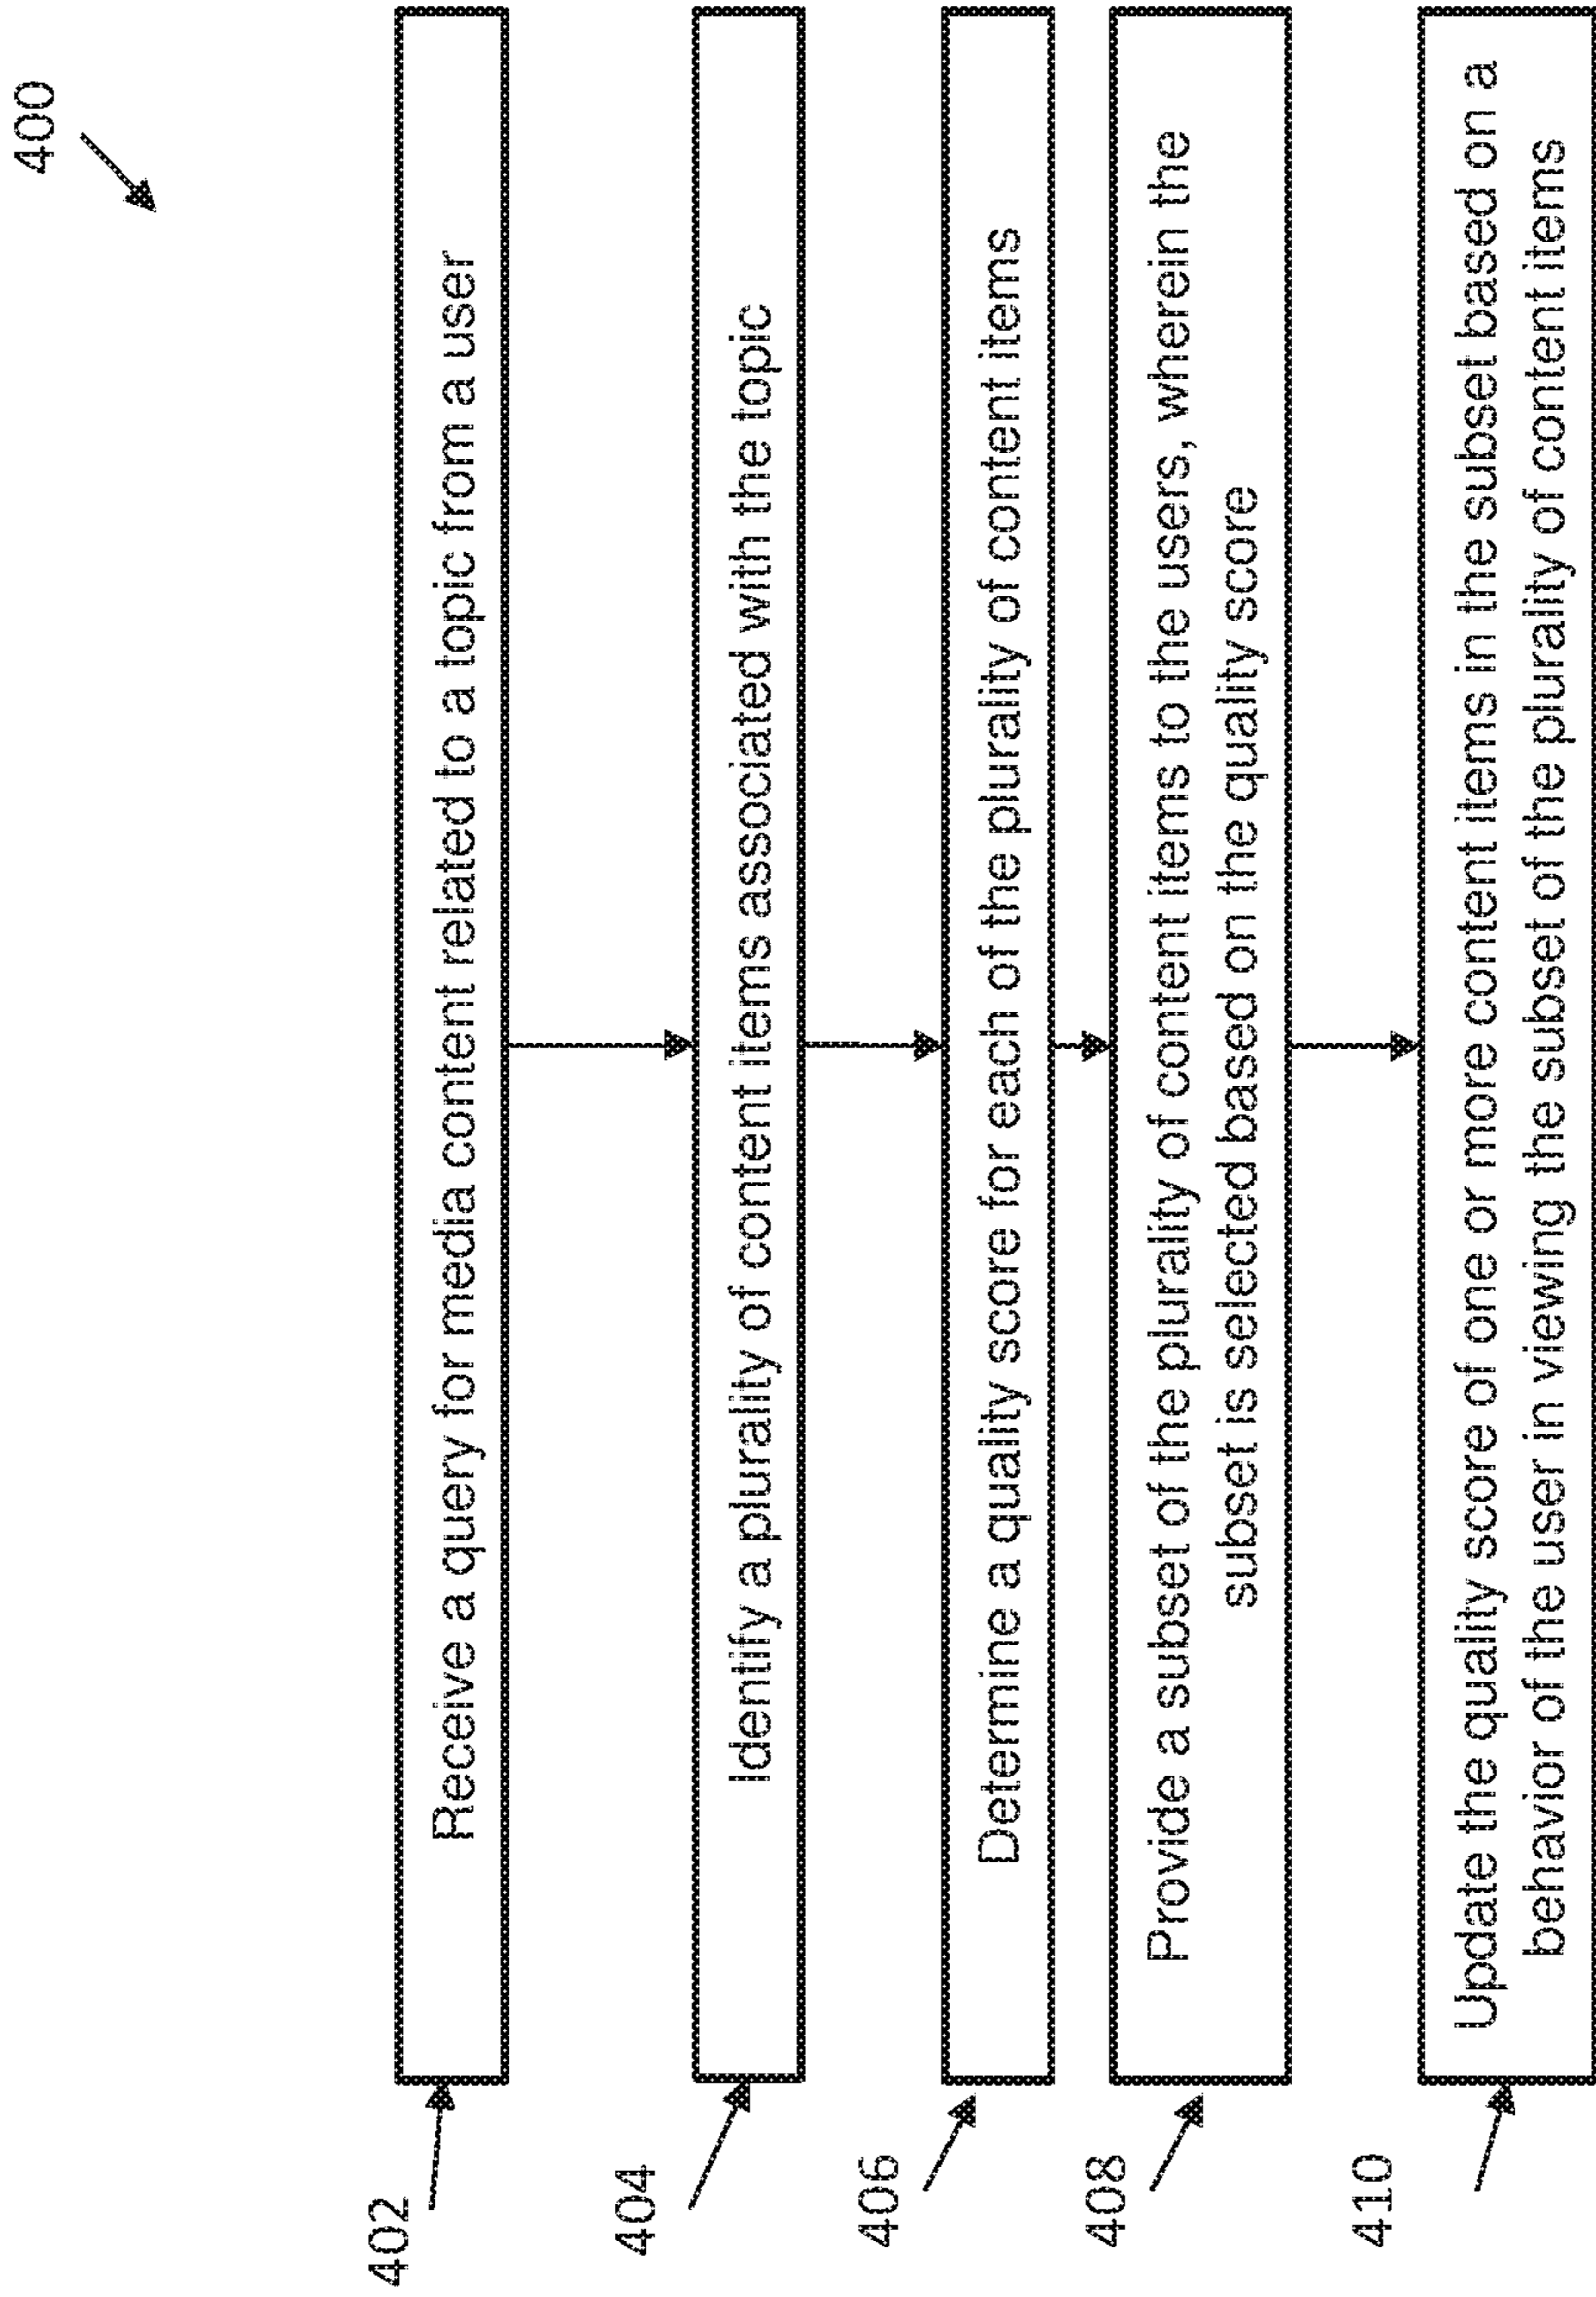 400
402
Receive a query for media content related to a topic from a user
404
Identify a plurality of content items associated with the topic
406
Determine a quality score for each of the plurality of content items
408
Provide a subset of the plurality of content items to the users, wherein the
subset is selected based on the quality score
410
Update the quality score of one or more content items in the subset based on a
behavior of the user in viewing the subset of the plurality of content items